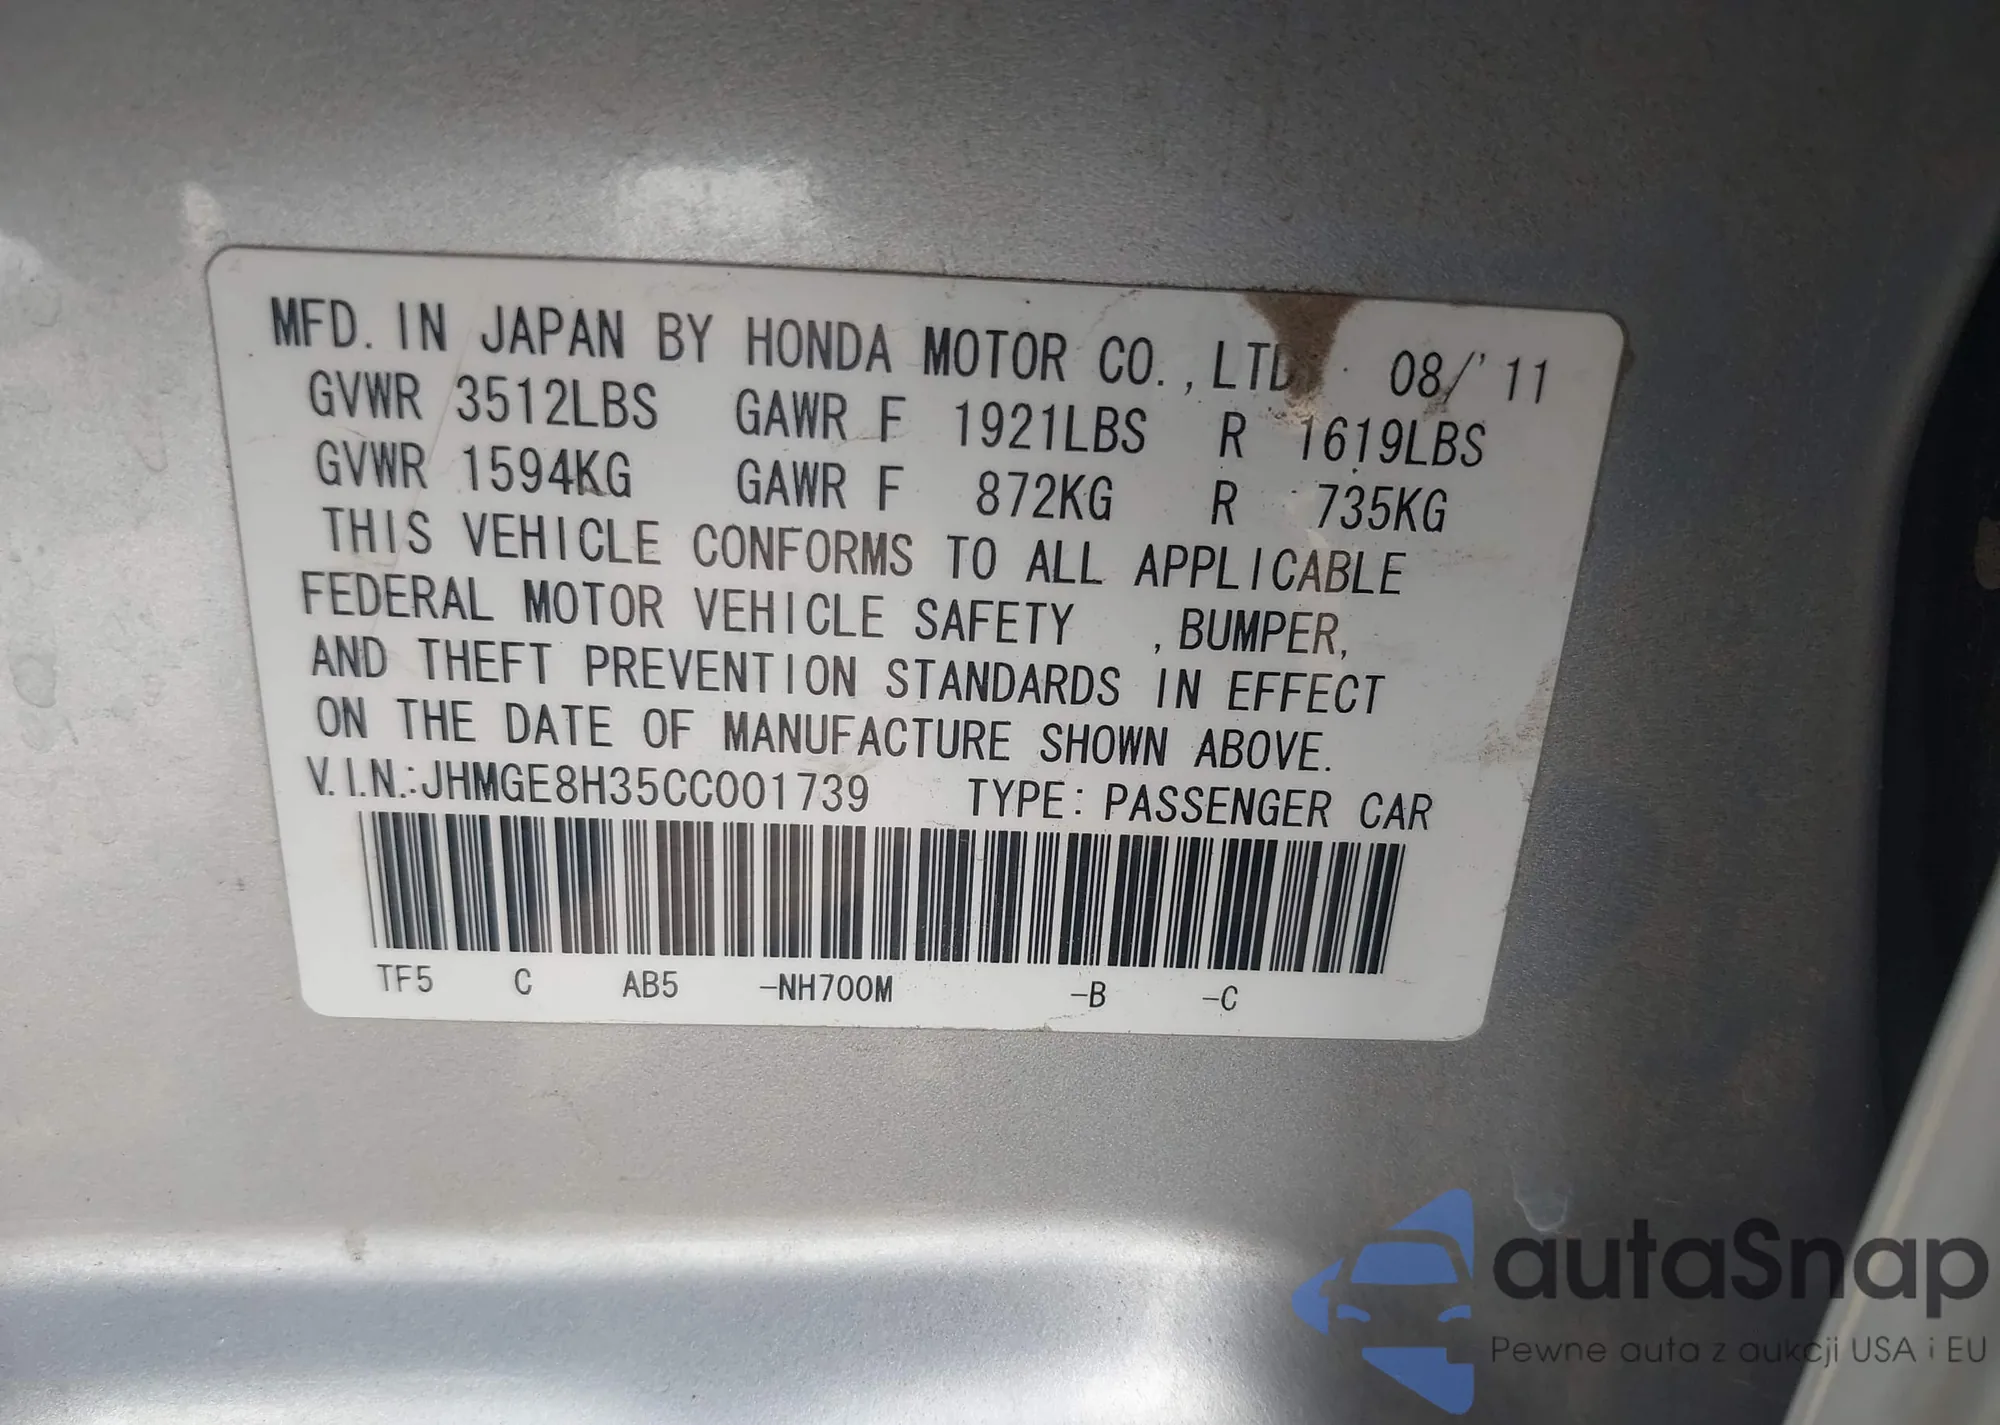 MFD. IN JAPAN BY HONDA MOTOR CO., LTD. 08/'11
GVWR 3512LBS GAWR F 1921LBS R 1619LBS
GVWR 1594KG GAWR F 872KG R 735KG
THIS VEHICLE CONFORMS TO ALL APPLICABLE
FEDERAL MOTOR VEHICLE SAFETY , BUMPER,
AND THEFT PREVENTION STANDARDS IN EFFECT
ON THE DATE OF MANUFACTURE SHOWN ABOVE.
V.I.N.:JHMGE8H35CC001739 TYPE: PASSENGER CAR
TF5 C AB5 -NH700M -B -C
autaSnap
Pewne auta z aukcji USA i EU